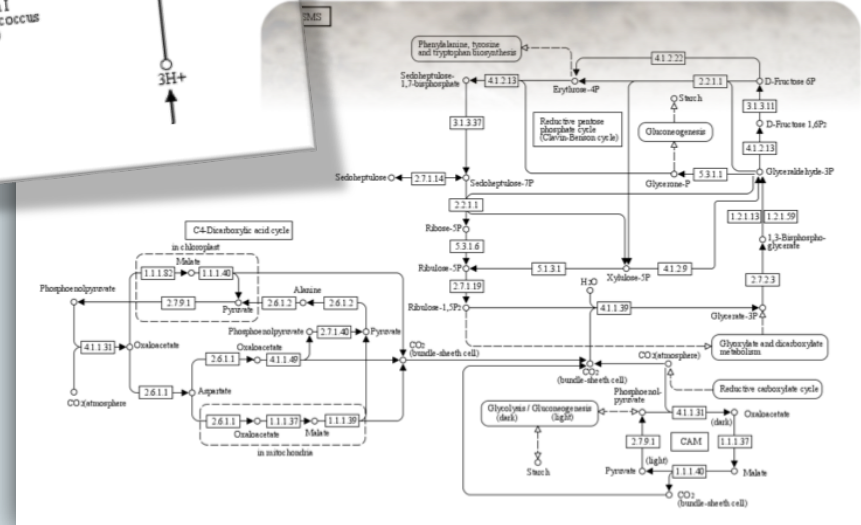 coccus
3H+
SMS
Phenylalanine, tyrosine
and tryptophan biosynthesis
4.1.2.22
Sedoheptulose-
1,7-bisphosphate
4.1.2.13
Erythrose-4P
2.2.1.1
D-Fructose 6P
Starch
3.1.3.11
3.1.3.37
Reductive pentose
phosphate cycle
(Clavin-Benson cycle)
Gluconeogenesis
D-Fructose 1,6P2
4.1.2.13
Sedoheptulose
2.7.1.14
Sedoheptulose-7P
Glycerone-P
5.3.1.1
Glyceraldehyde-3P
2.2.1.1
1.2.1.13
1.2.1.59
Ribose-5P
5.3.1.6
1,3-Bisphospho-
glycerate
Ribulose-5P
5.1.3.1
Xylulose-5P
4.1.2.9
2.7.1.19
H2O
2.7.2.3
Ribulose-1,5P2
4.1.1.39
Glycerate-3P
Glyoxylate and dicarboxylate
metabolism
C4-Dicarboxylic acid cycle
in chloroplast
Malate
1.1.1.82
1.1.1.40
Phosphoenolpyruvate
2.7.9.1
Pyruvate
2.6.1.2
Alanine
2.6.1.2
Phosphoenolpyruvate
2.7.1.40
Pyruvate
4.1.1.31
Oxaloacetate
Oxaloacetate
2.6.1.1
4.1.1.49
CO2
(bundle-sheeth cell)
2.6.1.1
Aspartate
CO2(atmosphere
2.6.1.1
Oxaloacetate
1.1.1.37
Malate
1.1.1.39
in mitochondria
CO2
(bundle-sheeth cell)
CO2(atmosphere)
Reductive carboxylate cycle
Glycolysis / Gluconeogenesis
(dark) (light)
Phosphoenol-
pyruvate
4.1.1.31
(dark)
Oxaloacetate
2.7.9.1
CAM
1.1.1.37
Starch
Pyruvate
(light)
1.1.1.40
Malate
CO2
(bundle-sheeth cell)